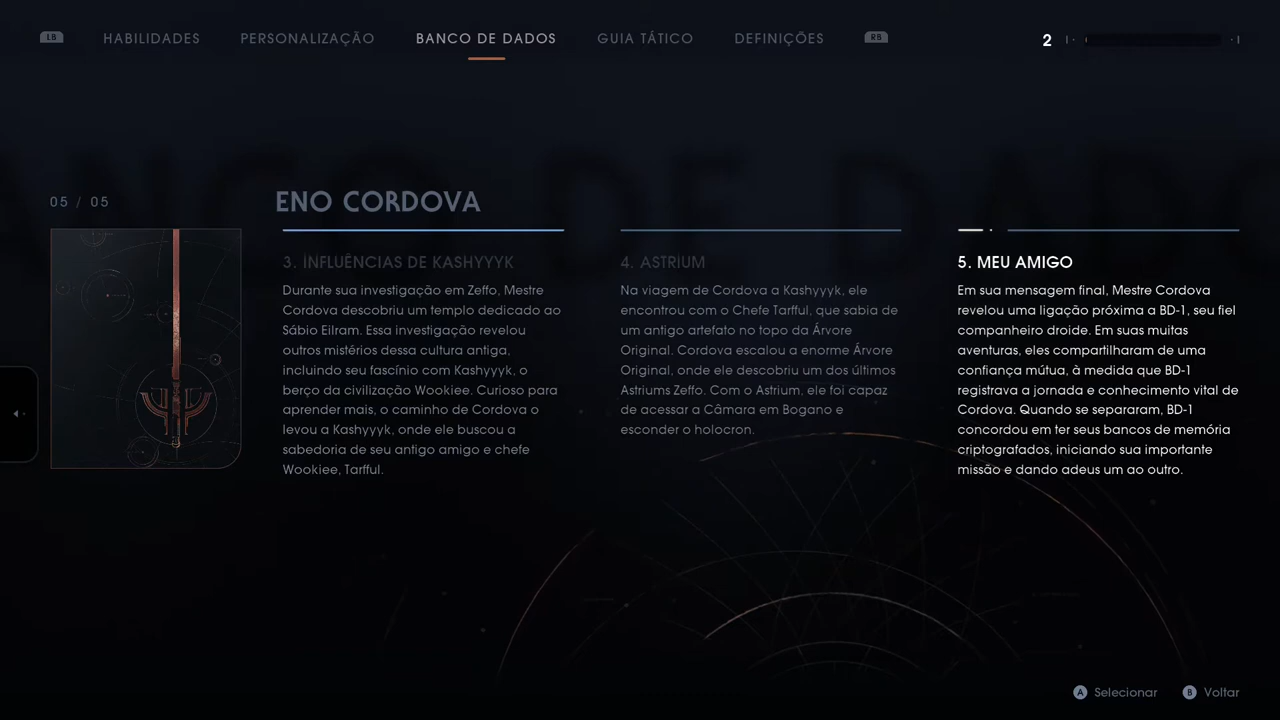 LB
HABILIDADES
PERSONALIZAÇÃO
BANCO DE DADOS
GUIA TÁTICO
DEFINIÇÕES
RB
2
05 / 05
ENO CORDOVA
3. INFLUÊNCIAS DE KASHYYYK
Durante sua investigação em Zeffo, Mestre
Cordova descobriu um templo dedicado ao
Sábio Eilram. Essa investigação revelou
outros mistérios dessa cultura antiga,
incluindo seu fascínio com Kashyyyk, o
berço da civilização Wookiee. Curioso para
aprender mais, o caminho de Cordova o
levou a Kashyyyk, onde ele buscou a
sabedoria de seu antigo amigo e chefe
Wookiee, Tarfful.
4. ASTRIUM
Na viagem de Cordova a Kashyyyk, ele
encontrou com o Chefe Tarfful, que sabia de
um antigo artefato no topo da Árvore
Original. Cordova escalou a enorme Árvore
Original, onde ele descobriu um dos últimos
Astriums Zeffo. Com o Astrium, ele foi capaz
de acessar a Câmara em Bogano e
esconder o holocron.
5. MEU AMIGO
Em sua mensagem final, Mestre Cordova
revelou uma ligação próxima a BD-1, seu fiel
companheiro droide. Em suas muitas
aventuras, eles compartilharam de uma
confiança mútua, à medida que BD-1
registrava a jornada e conhecimento vital de
Cordova. Quando se separaram, BD-1
concordou em ter seus bancos de memória
criptografados, iniciando sua importante
missão e dando adeus um ao outro.
A Selecionar
B Voltar